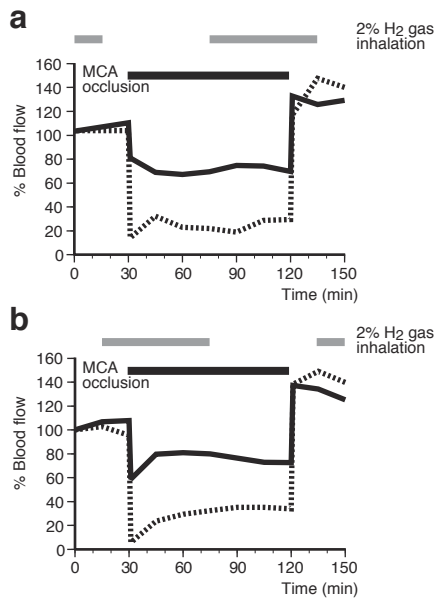 a
2% H2 gas
inhalation
MCA
occlusion
160
140
120
100
80
60
40
20
0
% Blood flow
0 30 60 90 120 150
Time (min)
b
2% H2 gas
inhalation
MCA
occlusion
160
140
120
100
80
60
40
20
0
% Blood flow
0 30 60 90 120 150
Time (min)